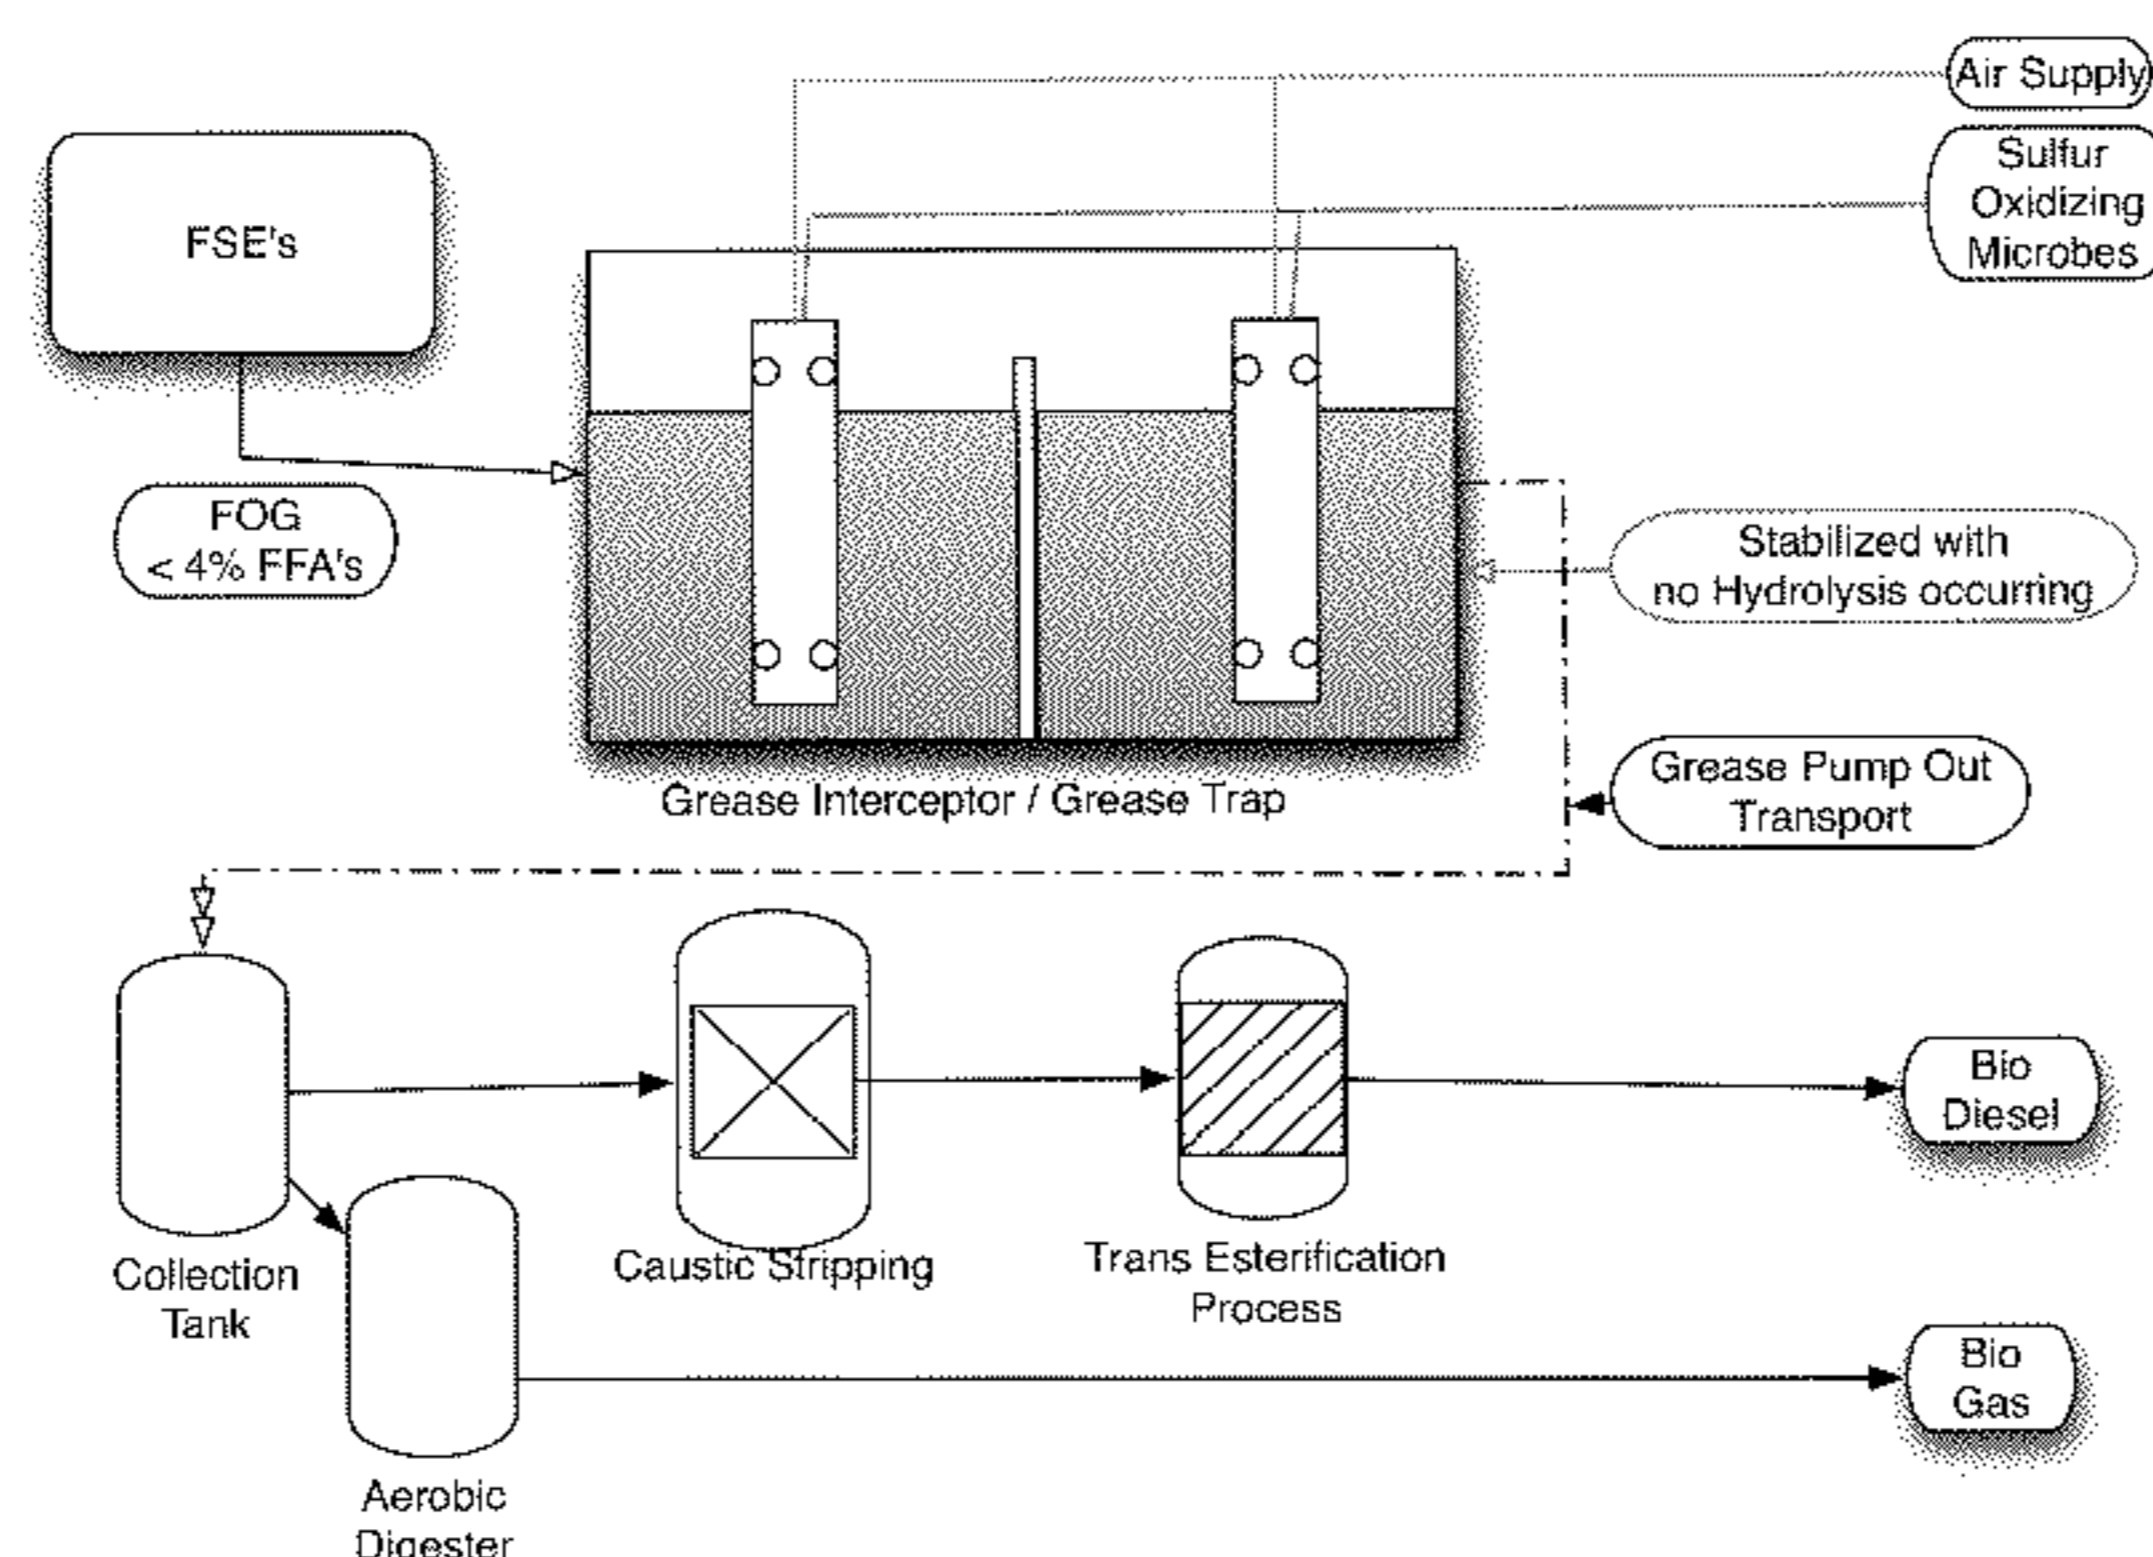 Air Supply
Sulfur
Oxidizing
Microbes
FSE's
FOG
< 4% FFA's
Stabilized with
no Hydrolysis occurring
Grease Interceptor / Grease Trap
Grease Pump Out
Transport
Collection
Tank
Caustic Stripping
Trans Esterification
Process
Bio
Diesel
Aerobic
Digester
Bio
Gas